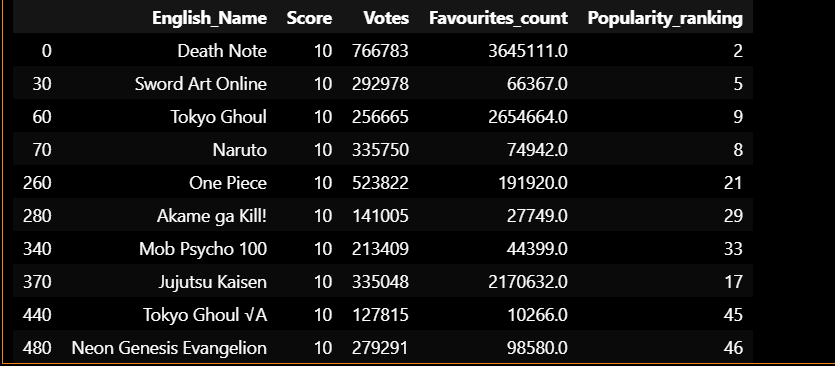 English_Name Score Votes Favourites_count Popularity_ranking
0 Death Note 10 766783 3645111.0 2
30 Sword Art Online 10 292978 66367.0 5
60 Tokyo Ghoul 10 256665 2654664.0 9
70 Naruto 10 335750 74942.0 8
260 One Piece 10 523822 191920.0 21
280 Akame ga Kill! 10 141005 27749.0 29
340 Mob Psycho 100 10 213409 44399.0 33
370 Jujutsu Kaisen 10 335048 2170632.0 17
440 Tokyo Ghoul √A 10 127815 10266.0 45
480 Neon Genesis Evangelion 10 279291 98580.0 46